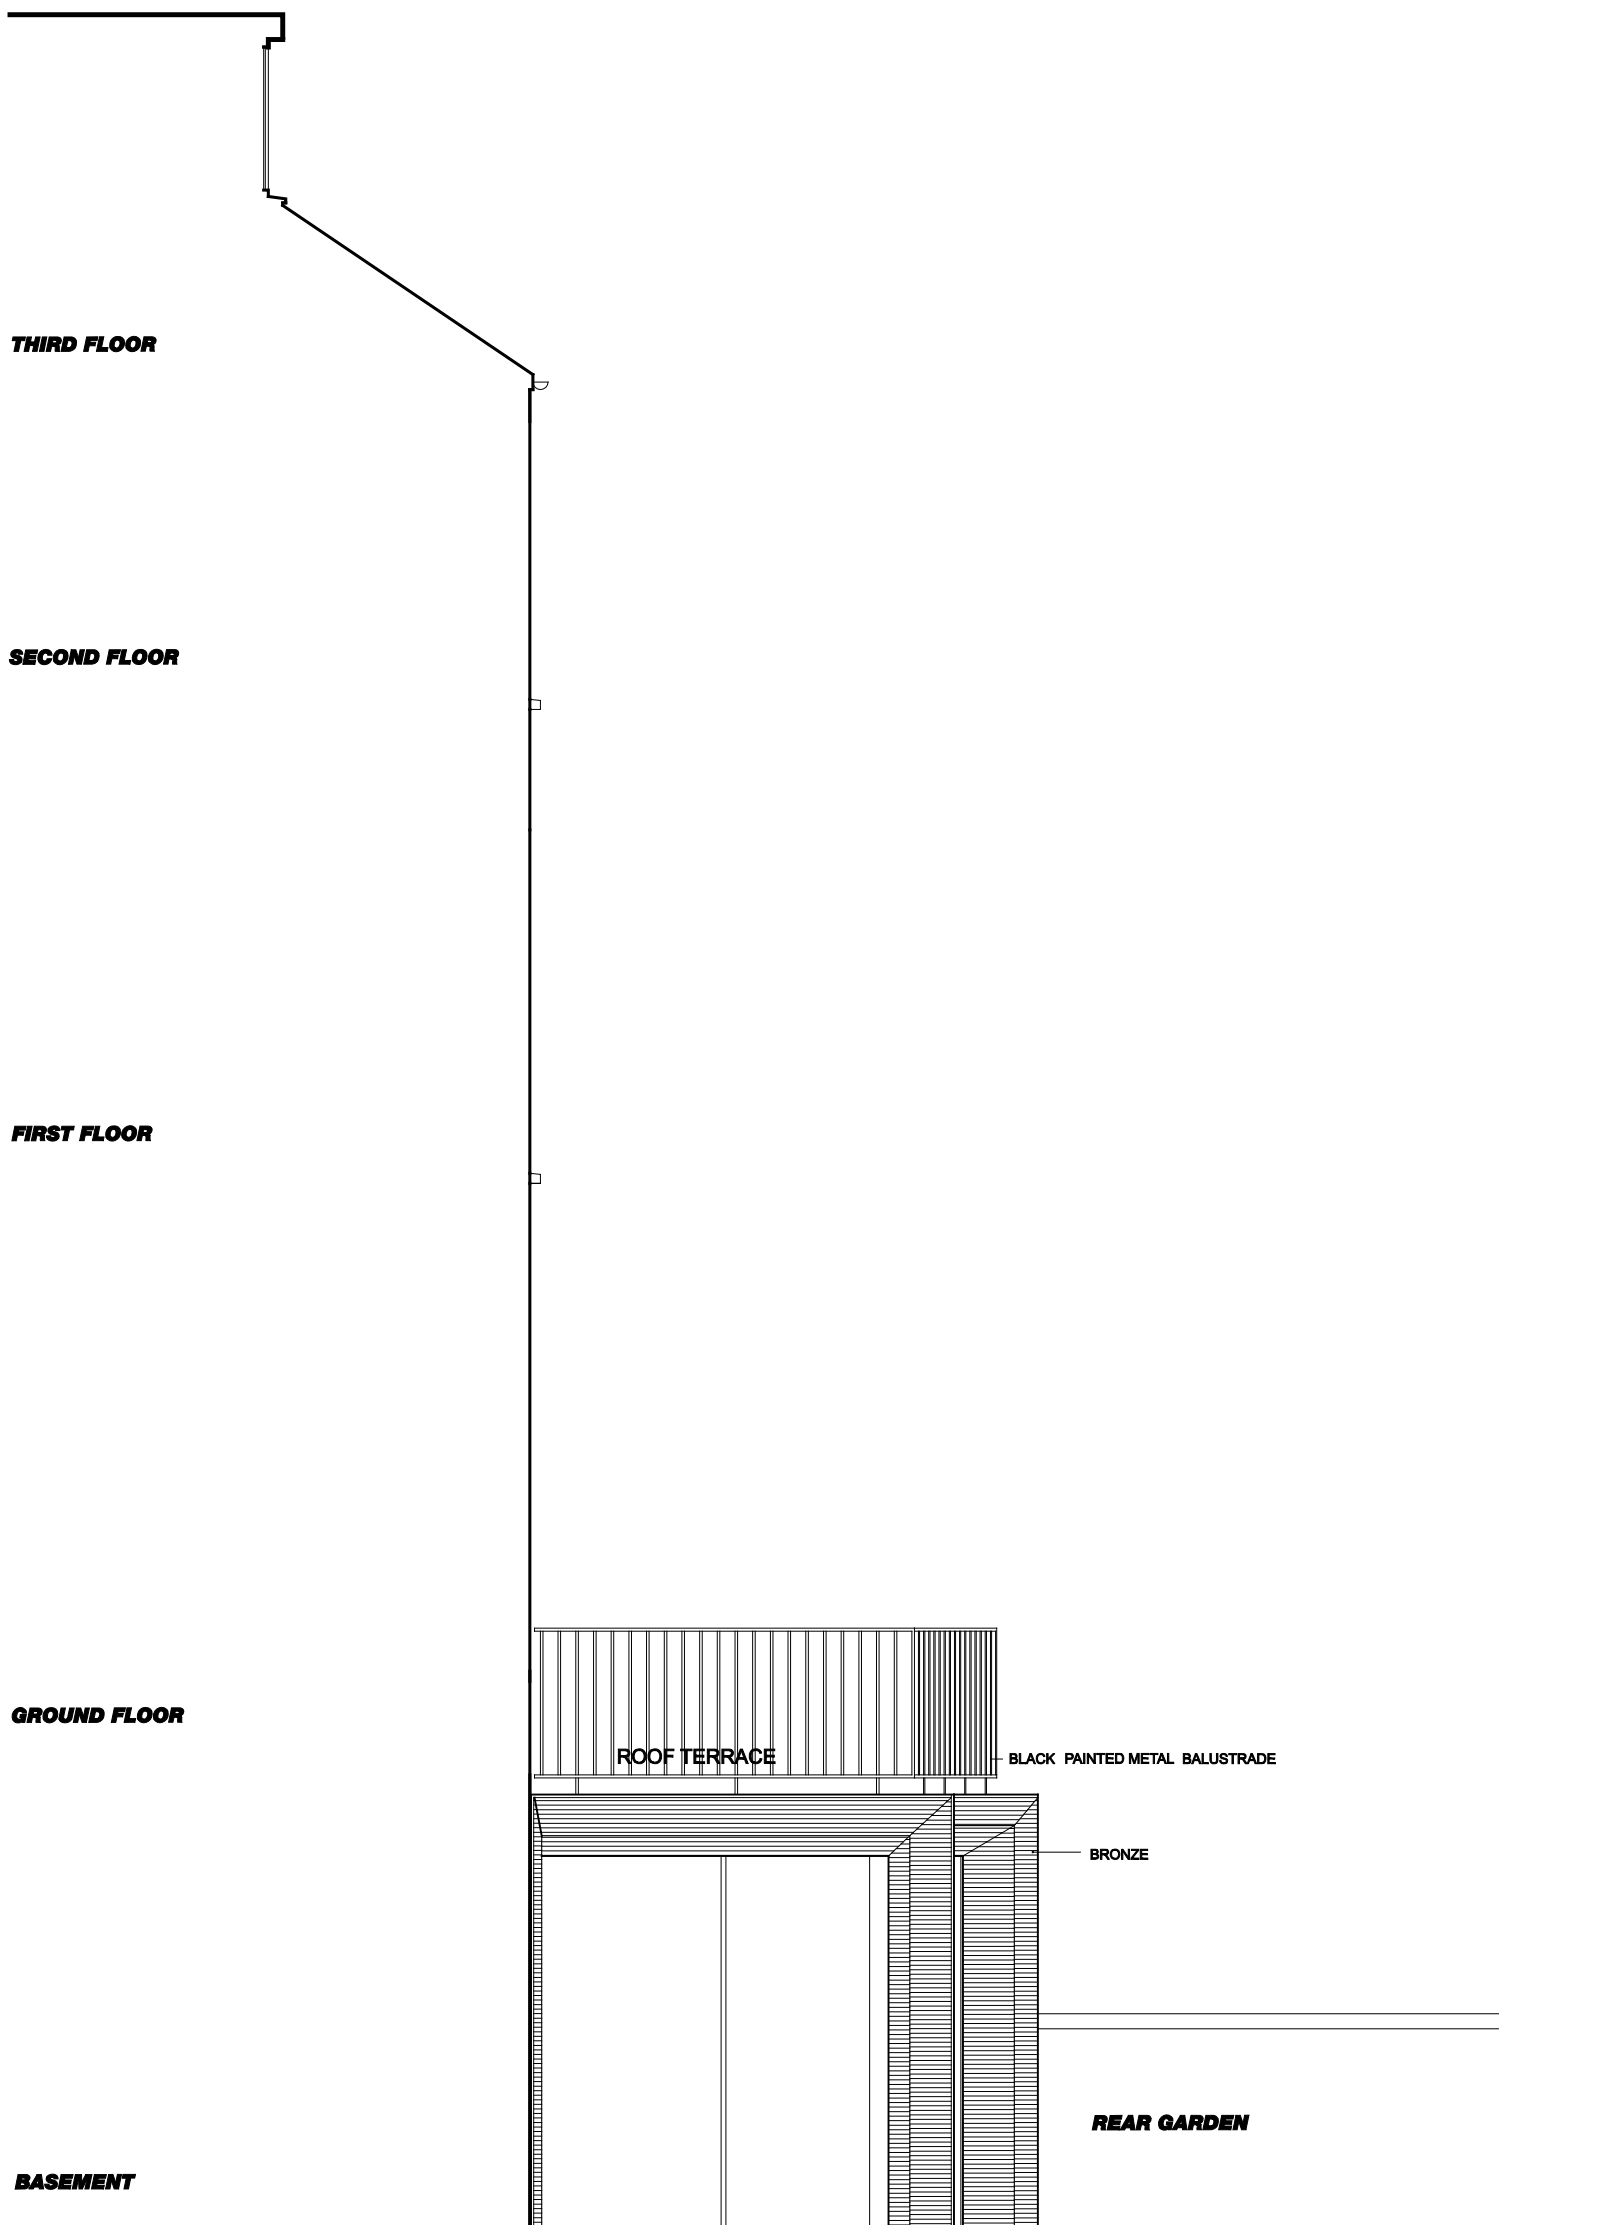 THIRD FLOOR
SECOND FLOOR
FIRST FLOOR
GROUND FLOOR
ROOF TERRACE
BLACK PAINTED METAL BALUSTRADE
BRONZE
REAR GARDEN
BASEMENT